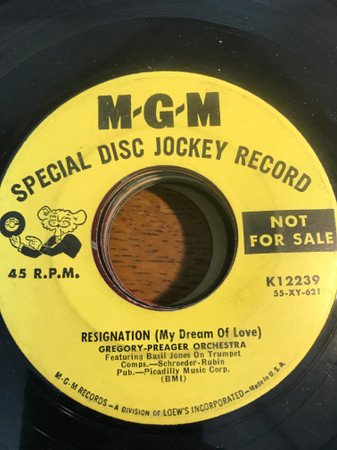 M-G-M
SPECIAL DISC JOCKEY RECORD
NOT
FOR SALE
45 R.P.M.
K12239
55-XY-621
RESIGNATION (My Dream Of Love)
GREGORY-PREAGER ORCHESTRA
Featuring Basil Jones On Trumpet
Comps.—Schroeder-Rubin
Pub.—Picadilly Music Corp.
(BMI)
M-G-M RECORDS—A DIVISION OF LOEW'S INCORPORATED—Made in U.S.A.